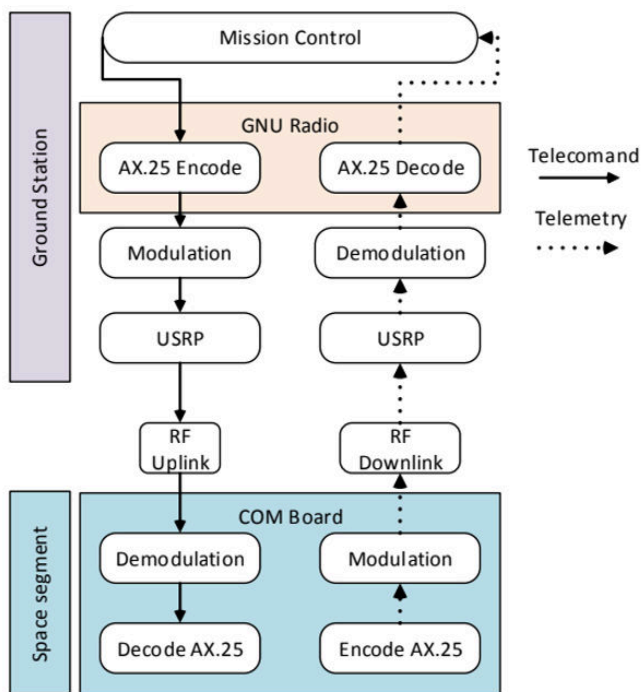 Mission Control
GNU Radio
AX.25 Encode
AX.25 Decode
Telecomand
Telemetry
Ground Station
Modulation
Demodulation
USRP
USRP
RF
Uplink
RF
Downlink
COM Board
Space segment
Demodulation
Modulation
Decode AX.25
Encode AX.25